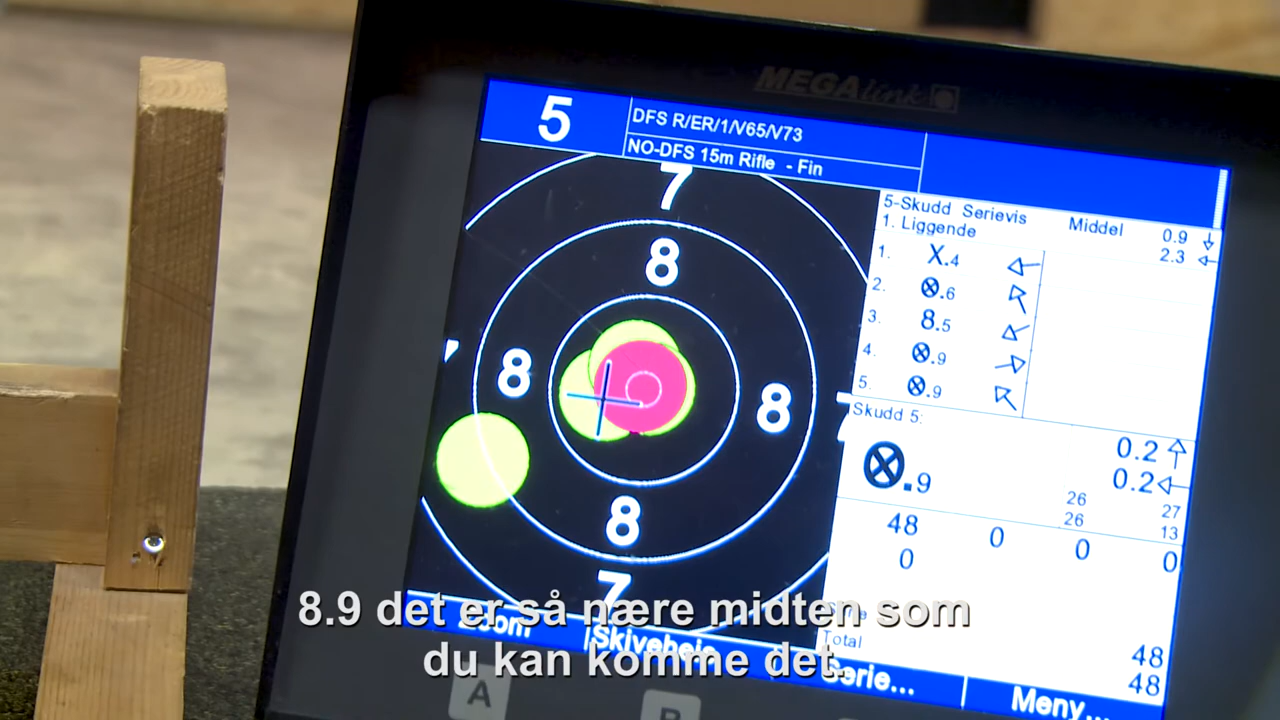 MEGAlink
5
DFS R/ER/1/V65/V73
NO-DFS 15m Rifle - Fin
7
8
8
8
8
7
5-Skudd Serievis
1. Liggende
Middel
0.9
2.3
1. X.4
2. ⊗.6
3. 8.5
4. ⊗.9
5. ⊗.9
Skudd 5:
⊗.9
0.2
0.2
26 27
26 13
48 0 0 0
0
Total
48
48
Zoom
Serie...
Meny...
A
8.9 det er så nære midten som
du kan komme det.